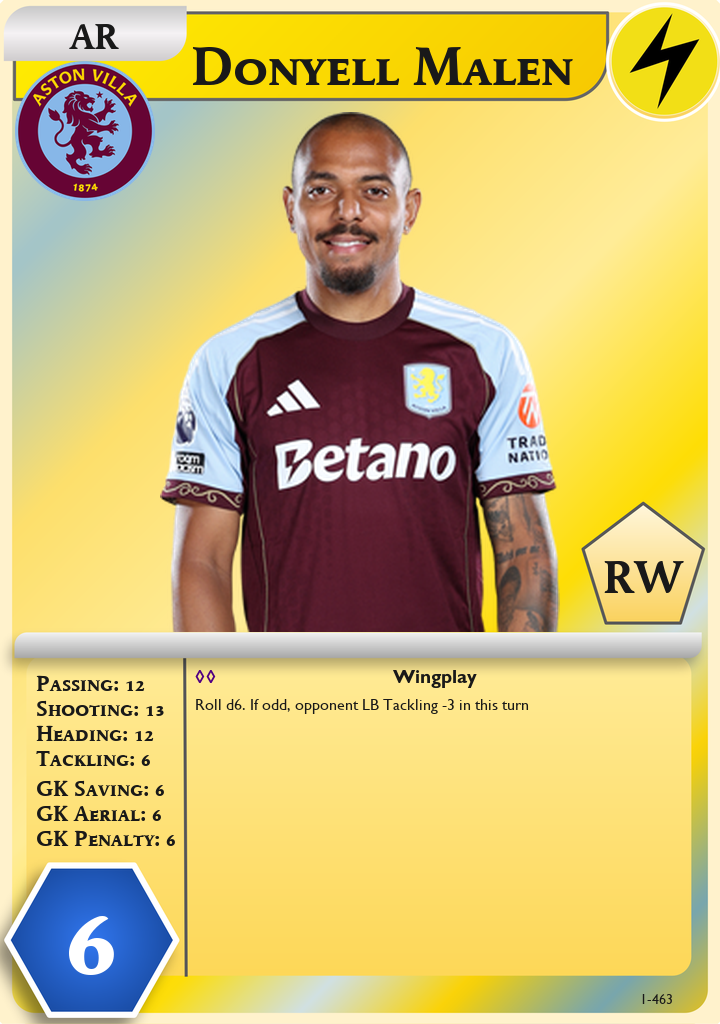 AR
Donyell Malen
ASTON VILLA
1874
Betano
TRAD
NATIO
RW
Passing: 12
Shooting: 13
Heading: 12
Tackling: 6
GK Saving: 6
GK Aerial: 6
GK Penalty: 6
Wingplay
Roll d6. If odd, opponent LB Tackling -3 in this turn
6
1-463